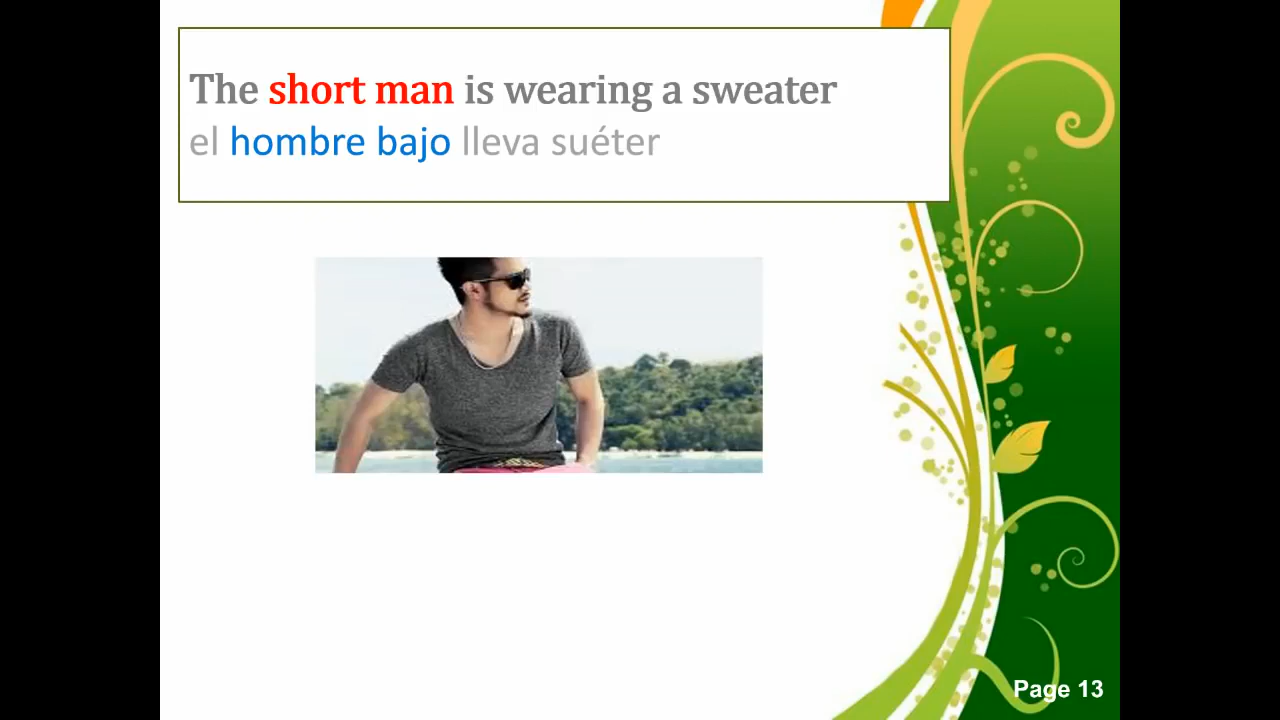 The short man is wearing a sweater
el hombre bajo lleva suéter
Page 13